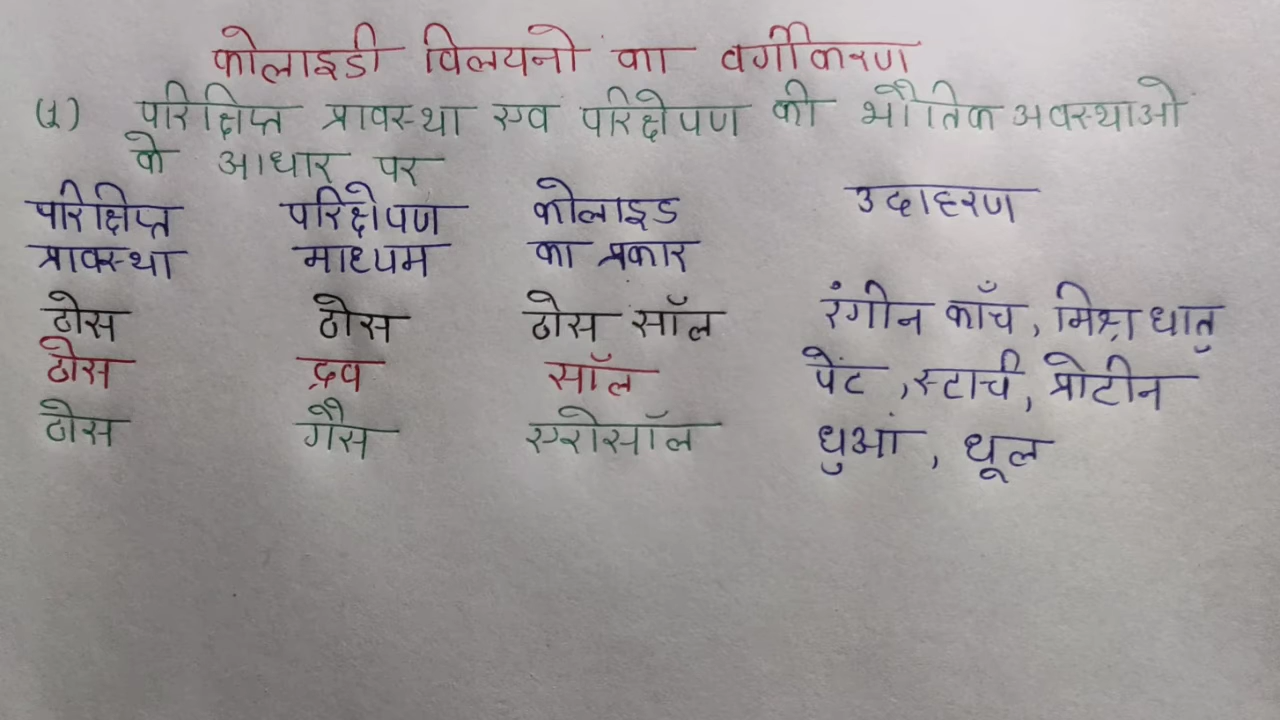 कोलाइडी विलयनो का वर्गीकरण
(1) परिक्षिप्त प्रावस्था एव परिक्षेपण की भौतिक अवस्थाओ
के आधार पर
परिक्षिप्त परिक्षेपण कोलाइड उदाहरण
प्रावस्था माध्यम का प्रकार
ठोस ठोस ठोस सॉल रंगीन काँच, मिश्र धातु
ठोस द्रव सॉल पेंट, स्टार्च, प्रोटीन
ठोस गैस एरोसॉल धुआं, धूल